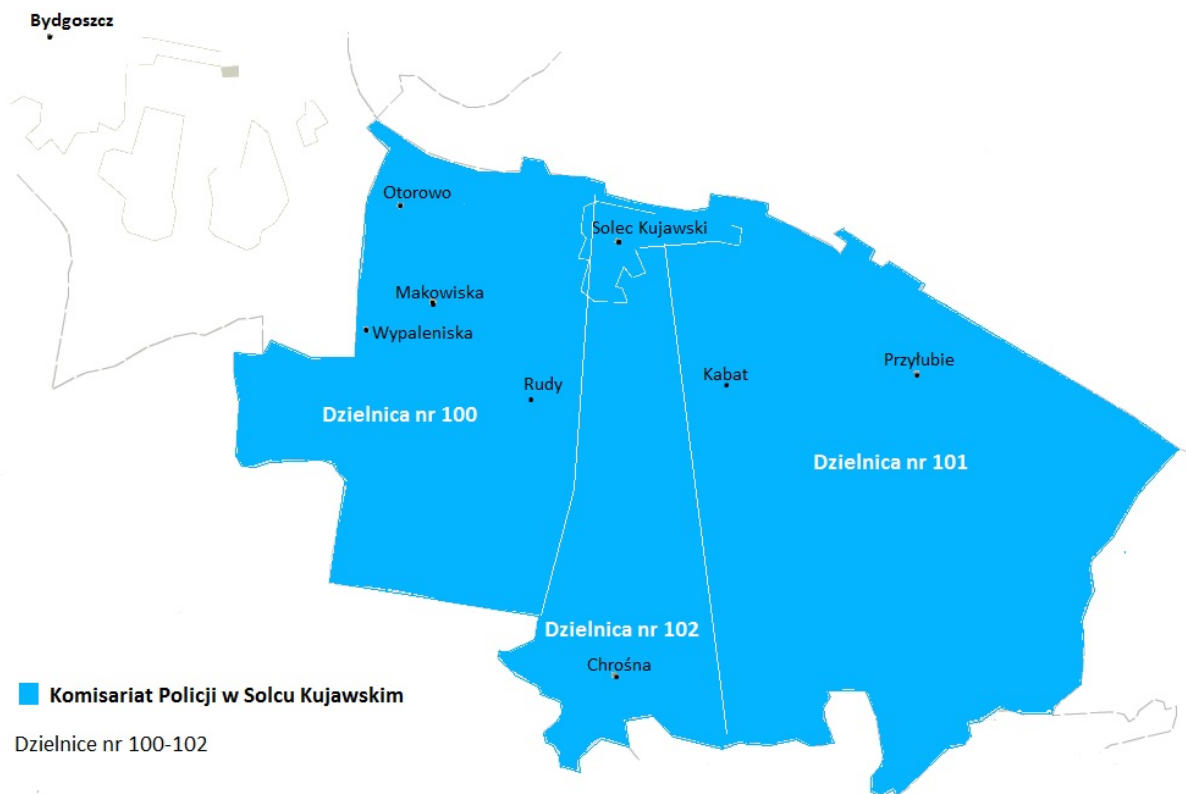 Bydgoszcz
Otorowo
Solec Kujawski
Makowiska
Wypaleniska
Przyłubie
Kabat
Rudy
Dzielnica nr 100
Dzielnica nr 101
Dzielnica nr 102
Chrośna
Komisariat Policji w Solcu Kujawskim
Dzielnice nr 100-102